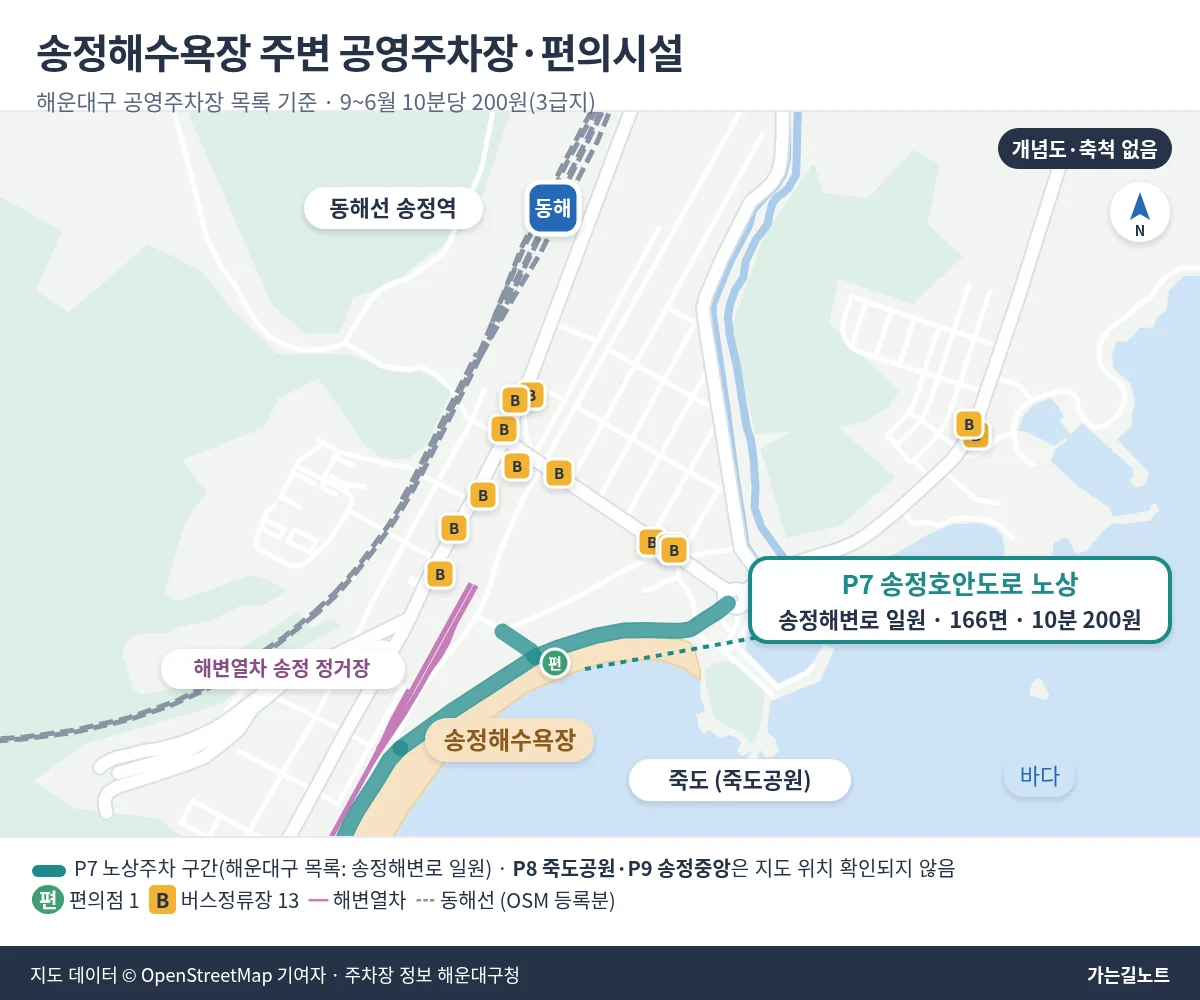 송정해수욕장 주변 공영주차장·편의시설
해운대구 공영주차장 목록 기준 · 9~6월 10분당 200원(3급지)
개념도·축척 없음
N
동해선 송정역
동해
B
B
B
B
B
B
B
B
B
B
B
B
P7 송정호안도로 노상
송정해변로 일원 · 166면 · 10분 200원
해변열차 송정 정거장
편
송정해수욕장
죽도 (죽도공원)
바다
P7 노상주차 구간(해운대구 목록: 송정해변로 일원) · P8 죽도공원·P9 송정중앙은 지도 위치 확인되지 않음
편 편의점 1 B 버스정류장 13 해변열차 동해선 (OSM 등록분)
지도 데이터 © OpenStreetMap 기여자 · 주차장 정보 해운대구청
가는길노트